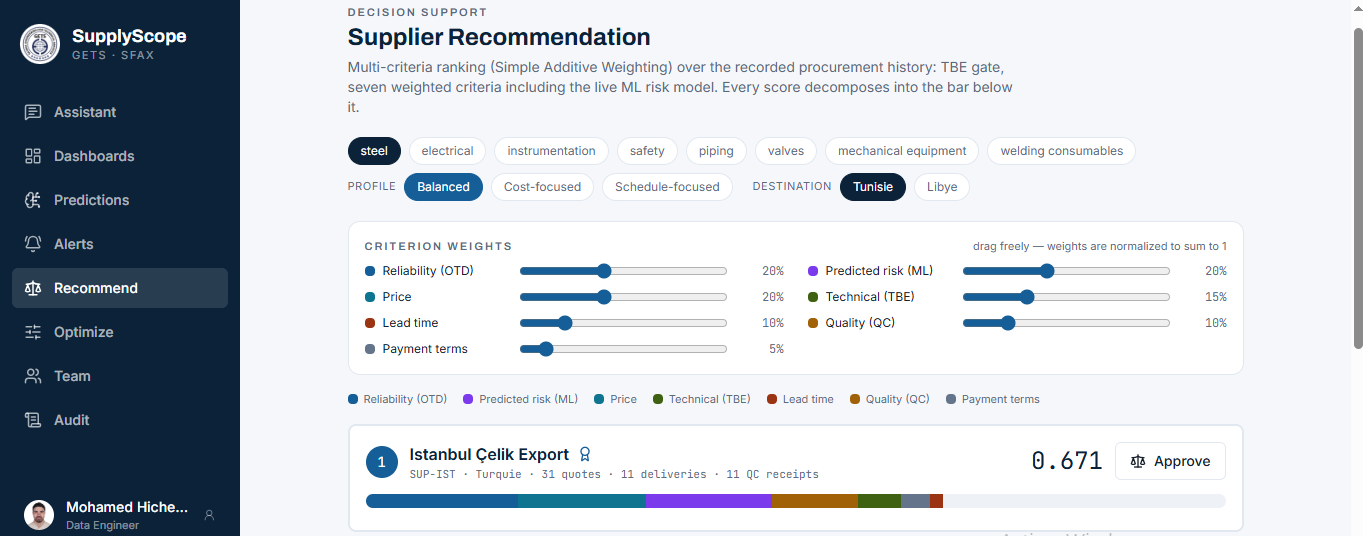 SupplyScope
GETS · SFAX
Assistant
Dashboards
Predictions
Alerts
Recommend
Optimize
Team
Audit
Mohamed Hiche...
Data Engineer
DECISION SUPPORT
Supplier Recommendation
Multi-criteria ranking (Simple Additive Weighting) over the recorded procurement history: TBE gate,
seven weighted criteria including the live ML risk model. Every score decomposes into the bar below
it.
steel electrical instrumentation safety piping valves mechanical equipment welding consumables
PROFILE Balanced Cost-focused Schedule-focused DESTINATION Tunisie Libye
CRITERION WEIGHTS drag freely — weights are normalized to sum to 1
Reliability (OTD) 20% Predicted risk (ML) 20%
Price 20% Technical (TBE) 15%
Lead time 10% Quality (QC) 10%
Payment terms 5%
Reliability (OTD) Predicted risk (ML) Price Technical (TBE) Lead time Quality (QC) Payment terms
1 Istanbul Çelik Export 0.671 Approve
SUP-IST · Turquie · 31 quotes · 11 deliveries · 11 QC receipts